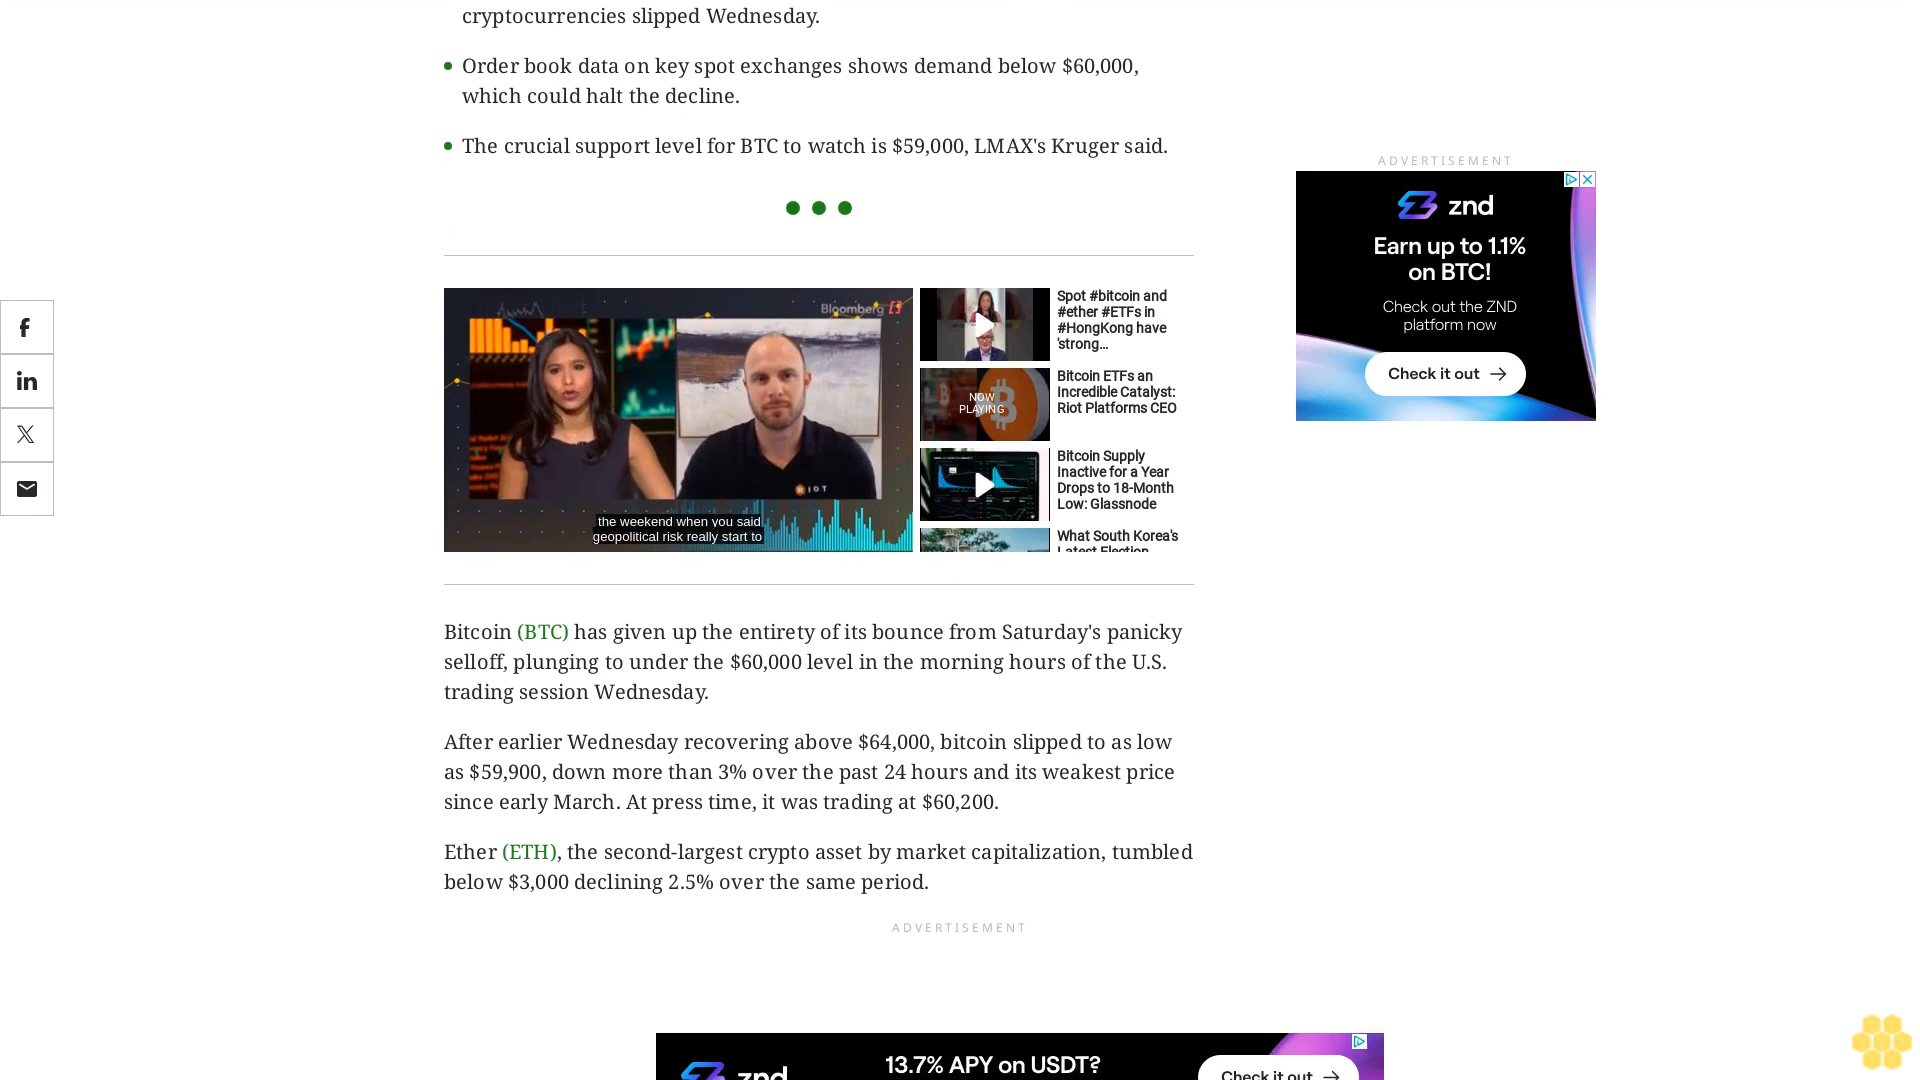 cryptocurrencies slipped Wednesday.
Order book data on key spot exchanges shows demand below $60,000,
which could halt the decline.
The crucial support level for BTC to watch is $59,000, LMAX's Kruger said.
ADVERTISEMENT
znd
Earn up to 1.1%
on BTC!
Check out the ZND
platform now
Check it out
Bloomberg
RIOT
the weekend when you said
geopolitical risk really start to
Spot #bitcoin and
#ether #ETFs in
#HongKong have
'strong...
NOW
PLAYING
Bitcoin ETFs an
Incredible Catalyst:
Riot Platforms CEO
Bitcoin Supply
Inactive for a Year
Drops to 18-Month
Low: Glassnode
What South Korea's
Latest Election
Bitcoin (BTC) has given up the entirety of its bounce from Saturday's panicky
selloff, plunging to under the $60,000 level in the morning hours of the U.S.
trading session Wednesday.
After earlier Wednesday recovering above $64,000, bitcoin slipped to as low
as $59,900, down more than 3% over the past 24 hours and its weakest price
since early March. At press time, it was trading at $60,200.
Ether (ETH), the second-largest crypto asset by market capitalization, tumbled
below $3,000 declining 2.5% over the same period.
ADVERTISEMENT
znd
13.7% APY on USDT?
Check it out